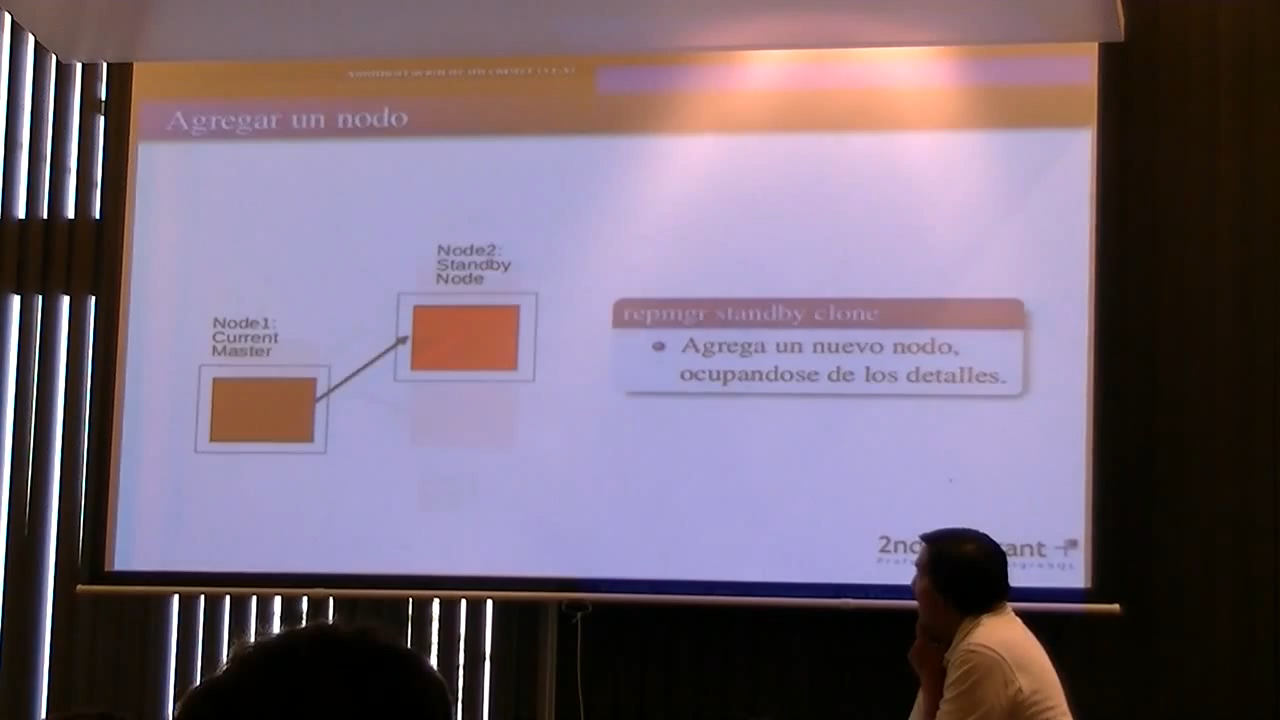 Agregar un nodo
Node2:
Standby
Node
Node1:
Current
Master
repmgr standby clone
Agrega un nuevo nodo,
ocupandose de los detalles.